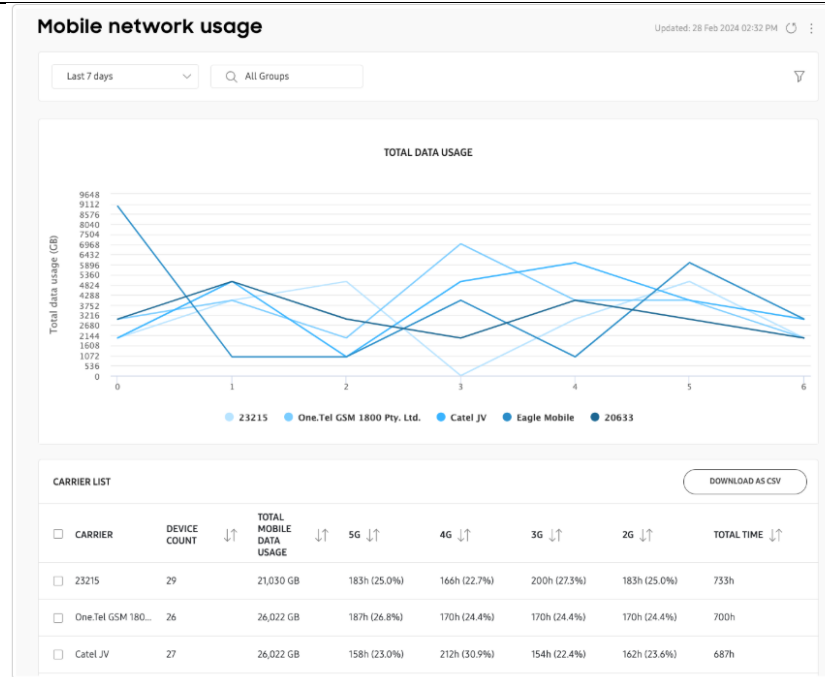 Mobile network usage
Updated: 28 Feb 2024 02:32 PM
Last 7 days
All Groups
TOTAL DATA USAGE
Total data usage (GB)
9648
9112
8576
8040
7504
6968
6432
5896
5360
4824
4288
3752
3216
2680
2144
1608
1072
536
0
0 1 2 3 4 5 6
23215 One.Tel GSM 1800 Pty. Ltd. Catel JV Eagle Mobile 20633
CARRIER LIST
DOWNLOAD AS CSV
CARRIER DEVICE COUNT TOTAL MOBILE DATA USAGE 5G 4G 3G 2G TOTAL TIME
23215 29 21,030 GB 183h (25.0%) 166h (22.7%) 200h (27.3%) 183h (25.0%) 733h
One.Tel GSM 180... 26 26,022 GB 187h (26.8%) 170h (24.4%) 170h (24.4%) 170h (24.4%) 700h
Catel JV 27 26,022 GB 158h (23.0%) 212h (30.9%) 154h (22.4%) 162h (23.6%) 687h